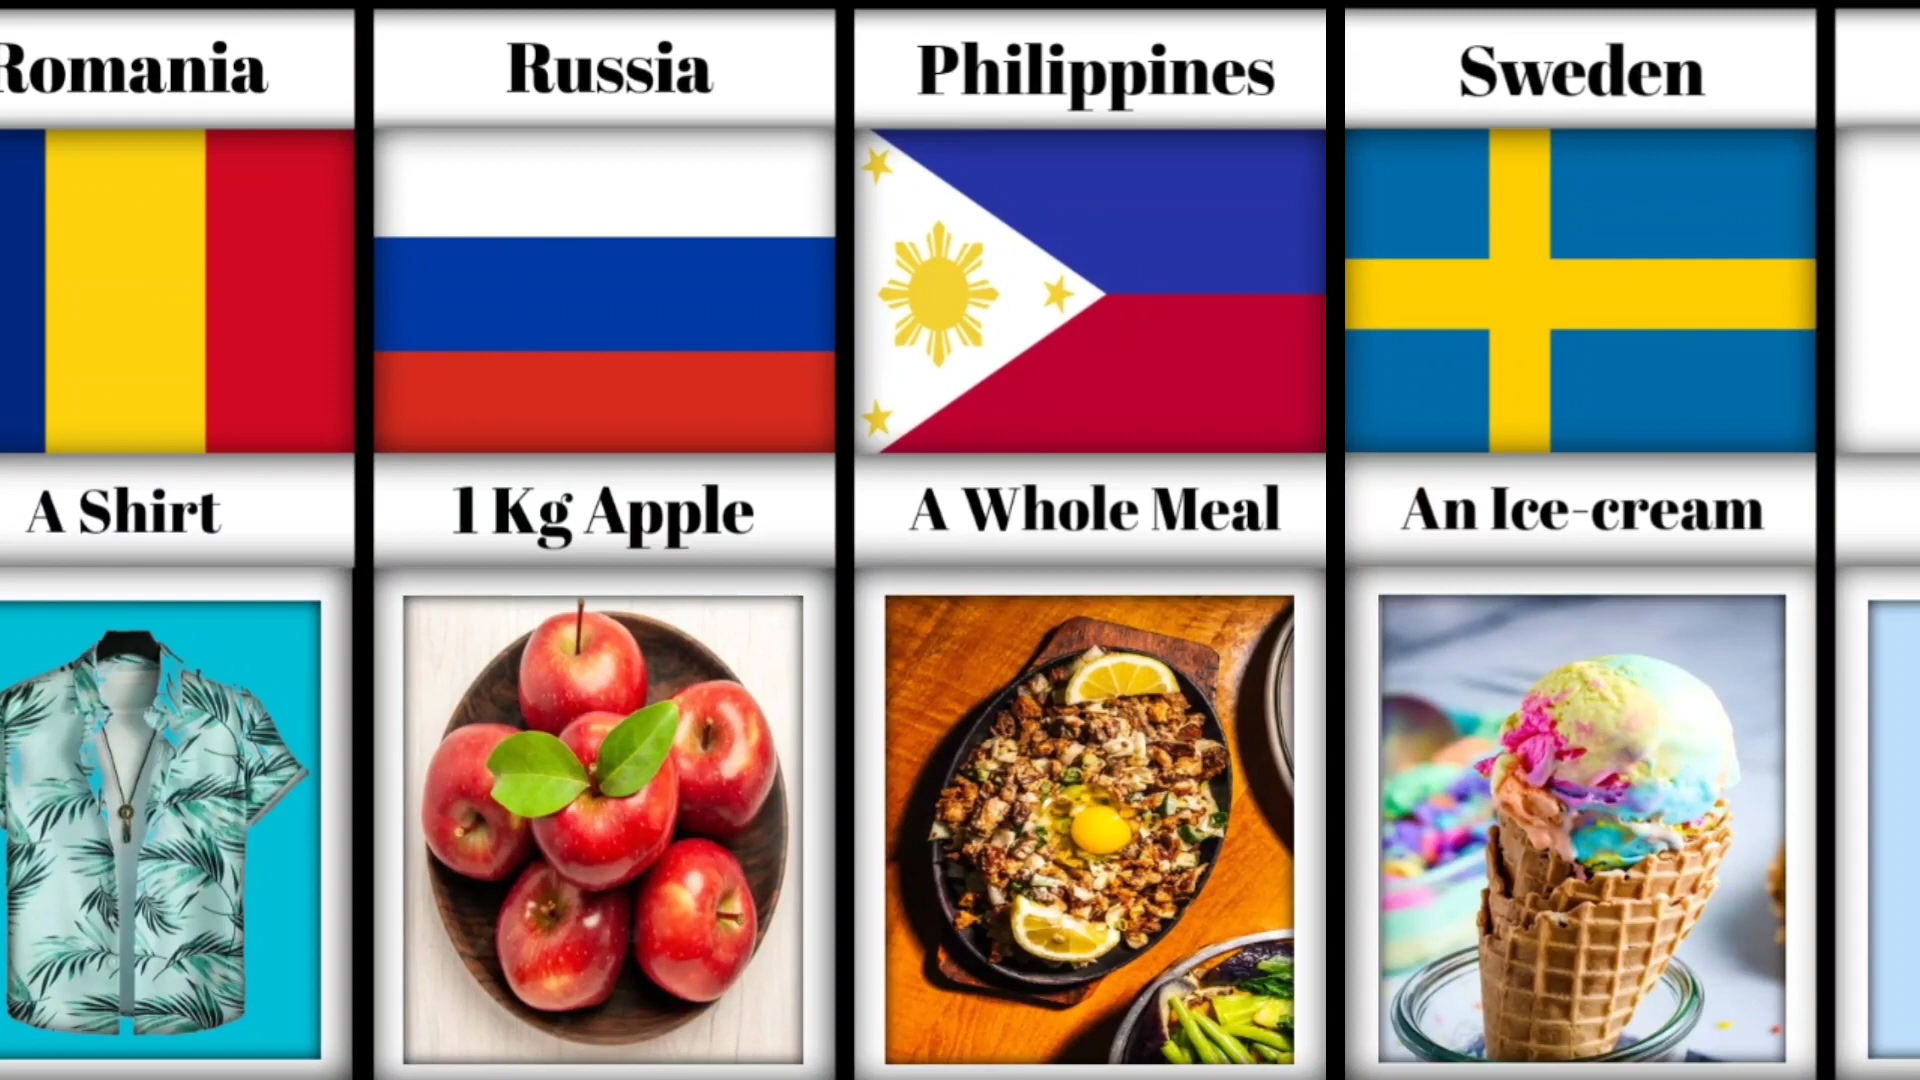 Romania
Russia
Philippines
Sweden
A Shirt
1 Kg Apple
A Whole Meal
An Ice-cream